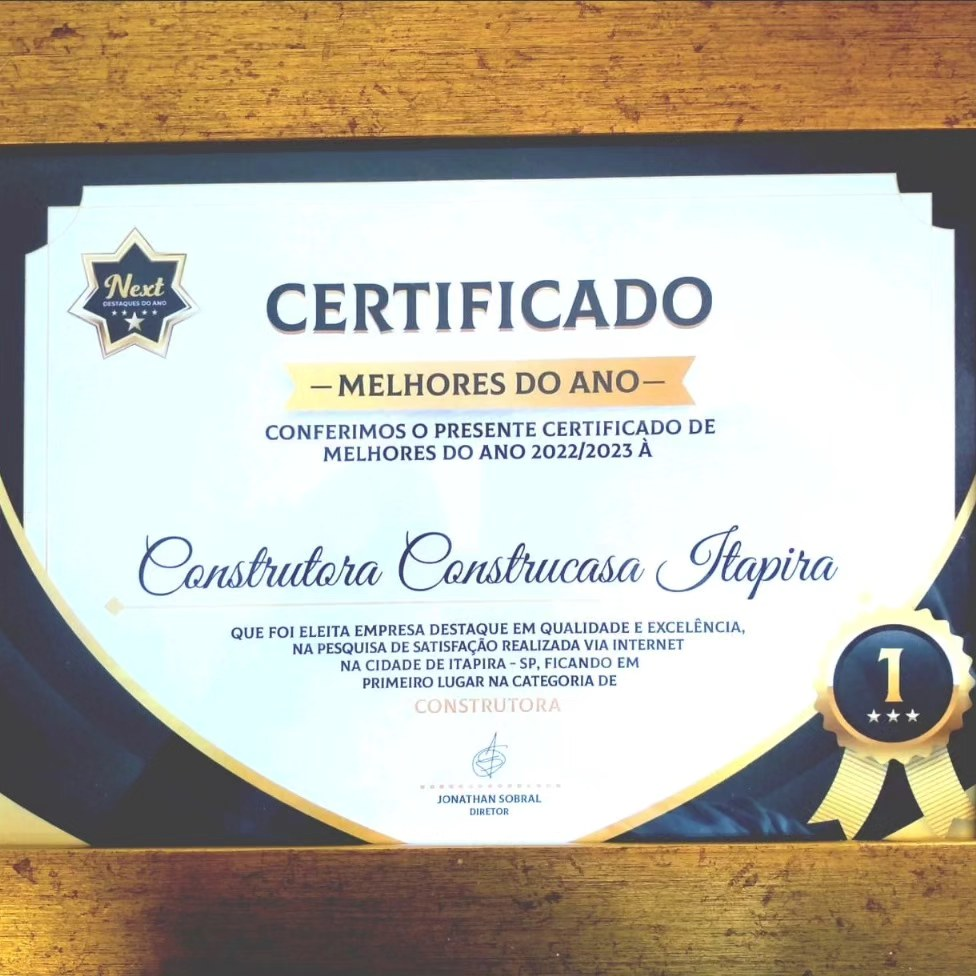 Next
DESTAQUES DO ANO
CERTIFICADO
—MELHORES DO ANO—
CONFERIMOS O PRESENTE CERTIFICADO DE
MELHORES DO ANO 2022/2023 À
Construtora Construcasa Itapira
QUE FOI ELEITA EMPRESA DESTAQUE EM QUALIDADE E EXCELÊNCIA,
NA PESQUISA DE SATISFAÇÃO REALIZADA VIA INTERNET
NA CIDADE DE ITAPIRA - SP, FICANDO EM
PRIMEIRO LUGAR NA CATEGORIA DE
CONSTRUTORA
1
JONATHAN SOBRAL
DIRETOR